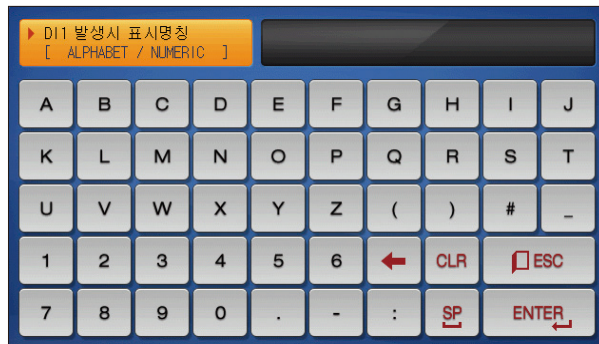 DI1 발생시 표시명칭
[ ALPHABET / NUMERIC ]
A B C D E F G H I J
K L M N O P Q R S T
U V W X Y Z ( ) # _
1 2 3 4 5 6 CLR ESC
7 8 9 0 . - : SP ENTER